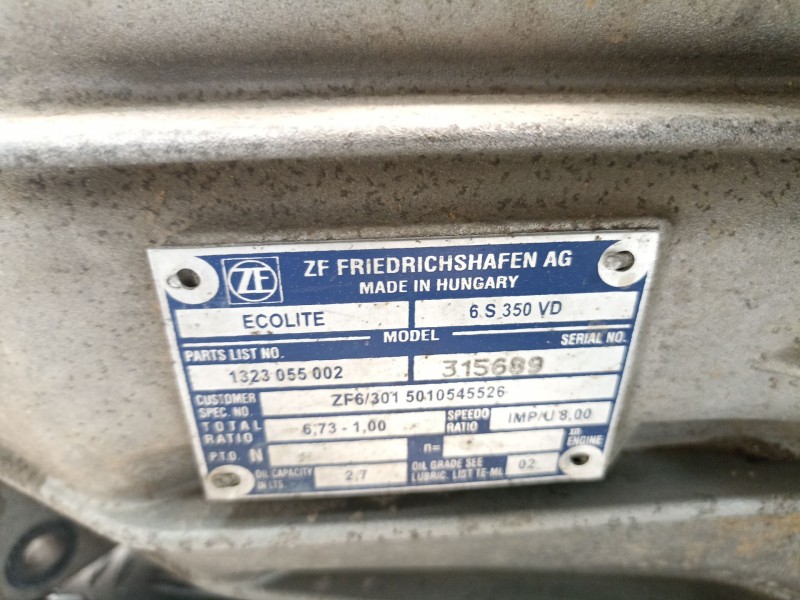 ZF
ZF FRIEDRICHSHAFEN AG
MADE IN HUNGARY
ECOLITE 6 S 350 VD
MODEL
PARTS LIST NO. SERIAL NO.
1323 055 002 315689
CUSTOMER SPEC. NO. ZF6/301 5010545526
TOTAL RATIO 6,73 - 1,00 SPEEDO RATIO IMP/U 8.00
P.T.O. N n= XR ENGINE
OIL CAPACITY IN LTS. 2,7 OIL GRADE SEE LUBRIC. LIST TE-ML 02